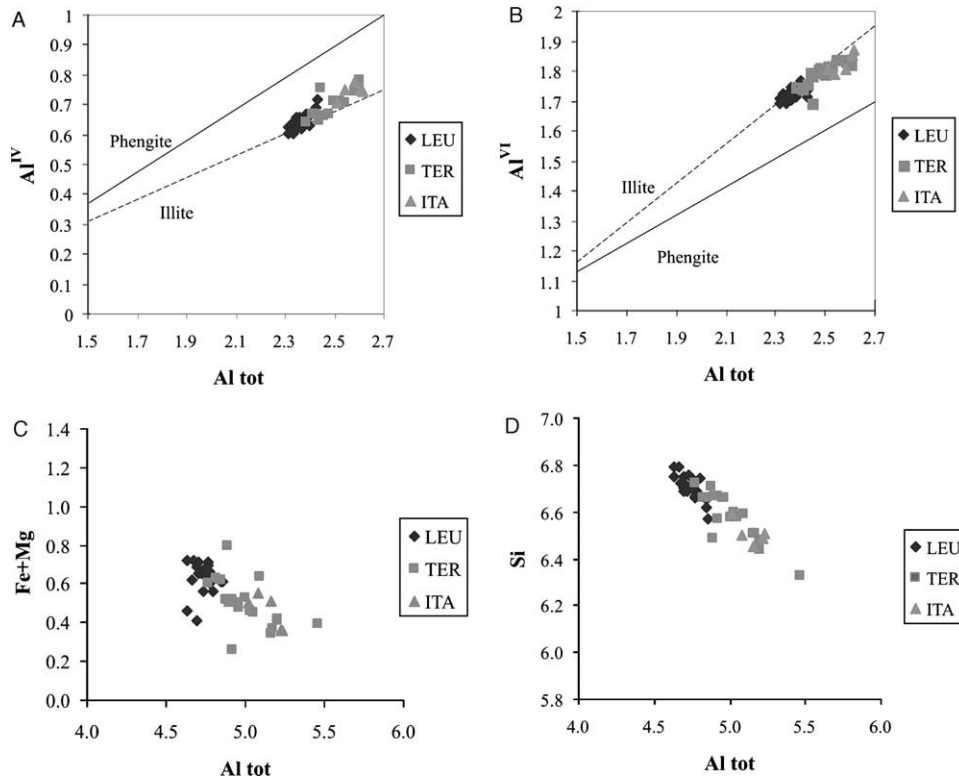 A
Al^IV
1
0.9
0.8
0.7
0.6
0.5
0.4
0.3
0.2
0.1
0
Phengite
Illite
1.5 1.7 1.9 2.1 2.3 2.5 2.7
Al tot
LEU
TER
ITA
B
Al^VI
2
1.9
1.8
1.7
1.6
1.5
1.4
1.3
1.2
1.1
1
Illite
Phengite
1.5 1.7 1.9 2.1 2.3 2.5 2.7
Al tot
LEU
TER
ITA
C
Fe+Mg
1.4
1.2
1.0
0.8
0.6
0.4
0.2
0.0
4.0 4.5 5.0 5.5 6.0
Al tot
LEU
TER
ITA
D
Si
7.0
6.8
6.6
6.4
6.2
6.0
5.8
4.0 4.5 5.0 5.5 6.0
Al tot
LEU
TER
ITA